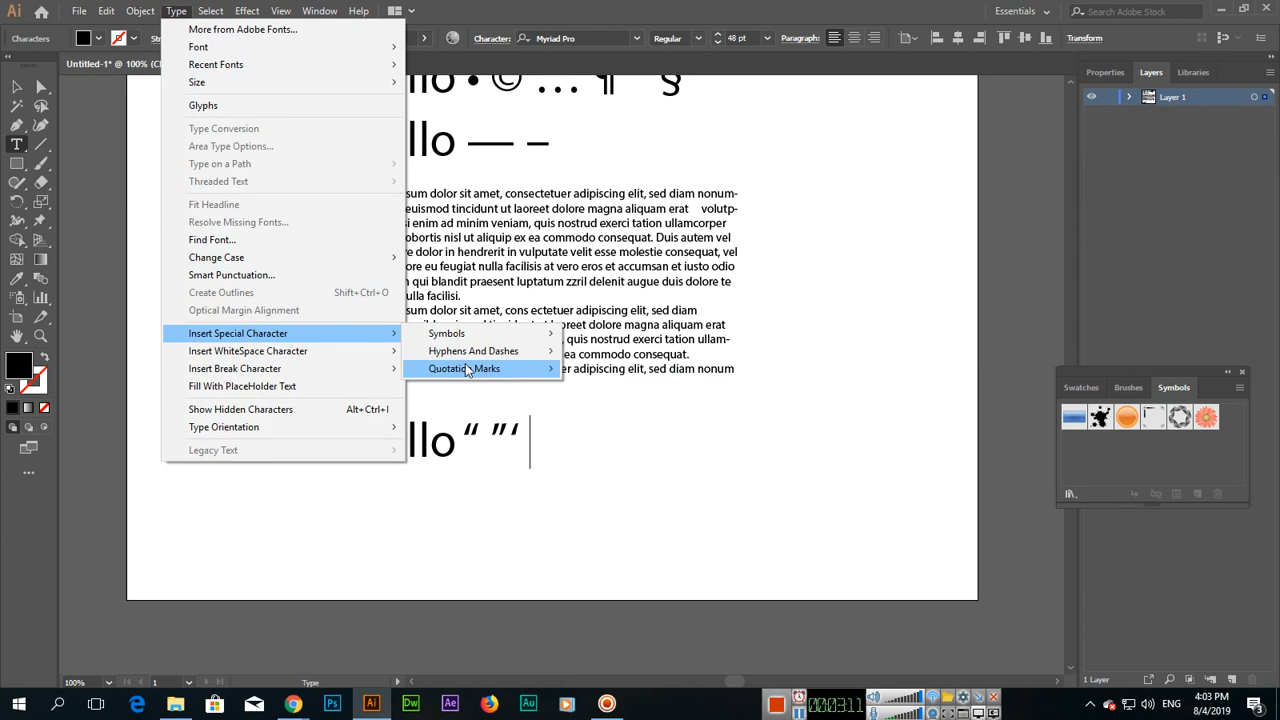 Ai File Edit Object Type Select Effect View Window Help Essentials Search Adobe Stock
Characters Character: Myriad Pro Regular 48 pt Paragraph: Transform
Untitled-1* @ 100%
More from Adobe Fonts...
Font
Recent Fonts
Size
Glyphs
Type Conversion
Area Type Options...
Type on a Path
Threaded Text
Fit Headline
Resolve Missing Fonts...
Find Font...
Change Case
Smart Punctuation...
Create Outlines Shift+Ctrl+O
Optical Margin Alignment
Insert Special Character
Insert WhiteSpace Character
Insert Break Character
Fill With PlaceHolder Text
Show Hidden Characters Alt+Ctrl+I
Type Orientation
Legacy Text
Symbols
Hyphens And Dashes
Quotation Marks
llo • © … ¶ §
llo — –
sum dolor sit amet, consectetuer adipiscing elit, sed diam nonum-
euismod tincidunt ut laoreet dolore magna aliquam erat volutp-
si enim ad minim veniam, quis nostrud exerci tation ullamcorper
obortis nisl ut aliquip ex ea commodo consequat. Duis autem vel
re dolor in hendrerit in vulputate velit esse molestie consequat, vel
ore eu feugiat nulla facilisis at vero eros et accumsan et iusto odio
n qui blandit praesent luptatum zzril delenit augue duis dolore te
ulla facilisi.
sum dolor sit amet, cons ectetuer adipiscing elit, sed diam
oreet dolore magna aliquam erat
quis nostrud exerci tation ullam-
ea commodo consequat.
er adipiscing elit, sed diam nonum
llo “ ”‘
Properties Layers Libraries
Layer 1
Swatches Brushes Symbols
1 Layer
100% 1 Type
Ps Ai Dw Ae Au
ENG
4:03 PM
8/4/2019